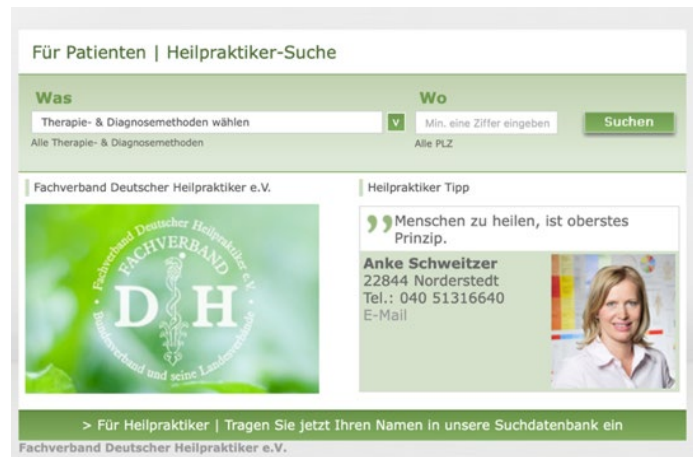 Für Patienten | Heilpraktiker-Suche
Was
Wo
Therapie- & Diagnosemethoden wählen
v
Min. eine Ziffer eingeben
Suchen
Alle Therapie- & Diagnosemethoden
Alle PLZ
Fachverband Deutscher Heilpraktiker e.V.
Fachverband Deutscher Heilpraktiker e.V.
FACHVERBAND
D H
Bundesverband und seine Landesverbände
Heilpraktiker Tipp
Menschen zu heilen, ist oberstes
Prinzip.
Anke Schweitzer
22844 Norderstedt
Tel.: 040 51316640
E-Mail
> Für Heilpraktiker | Tragen Sie jetzt Ihren Namen in unsere Suchdatenbank ein
Fachverband Deutscher Heilpraktiker e.V.